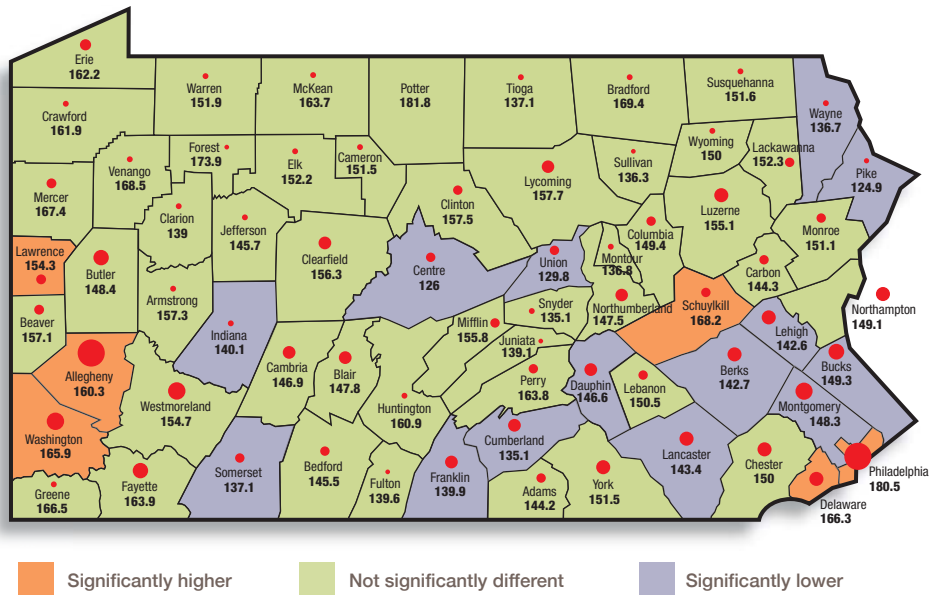 Erie
162.2
Warren
151.9
McKean
163.7
Potter
181.8
Tioga
137.1
Bradford
169.4
Susquehanna
151.6
Wayne
136.7
Crawford
161.9
Forest
173.9
Elk
152.2
Cameron
151.5
Sullivan
136.3
Wyoming
150
Lackawanna
152.3
Pike
124.9
Mercer
167.4
Venango
168.5
Clarion
139
Jefferson
145.7
Clinton
157.5
Lycoming
157.7
Columbia
149.4
Luzerne
155.1
Monroe
151.1
Lawrence
154.3
Butler
148.4
Clearfield
156.3
Centre
126
Union
129.8
Montour
136.8
Carbon
144.3
Beaver
157.1
Armstrong
157.3
Indiana
140.1
Mifflin
155.8
Snyder
135.1
Northumberland
147.5
Schuylkill
168.2
Northampton
149.1
Allegheny
160.3
Cambria
146.9
Blair
147.8
Juniata
139.1
Perry
163.8
Dauphin
146.6
Lebanon
150.5
Berks
142.7
Lehigh
142.6
Bucks
149.3
Washington
165.9
Westmoreland
154.7
Huntington
160.9
Cumberland
135.1
Lancaster
143.4
Montgomery
148.3
Greene
166.5
Fayette
163.9
Somerset
137.1
Bedford
145.5
Fulton
139.6
Franklin
139.9
Adams
144.2
York
151.5
Chester
150
Philadelphia
180.5
Delaware
166.3
Significantly higher
Not significantly different
Significantly lower